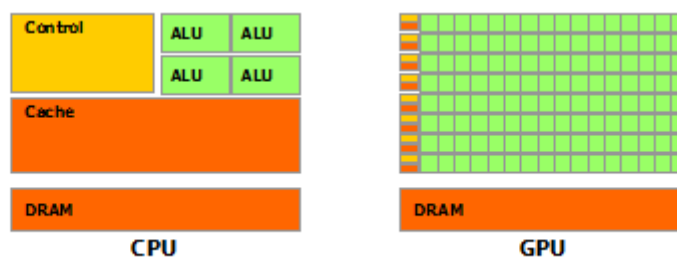 Control
ALU ALU
ALU ALU
Cache
DRAM
CPU
DRAM
GPU